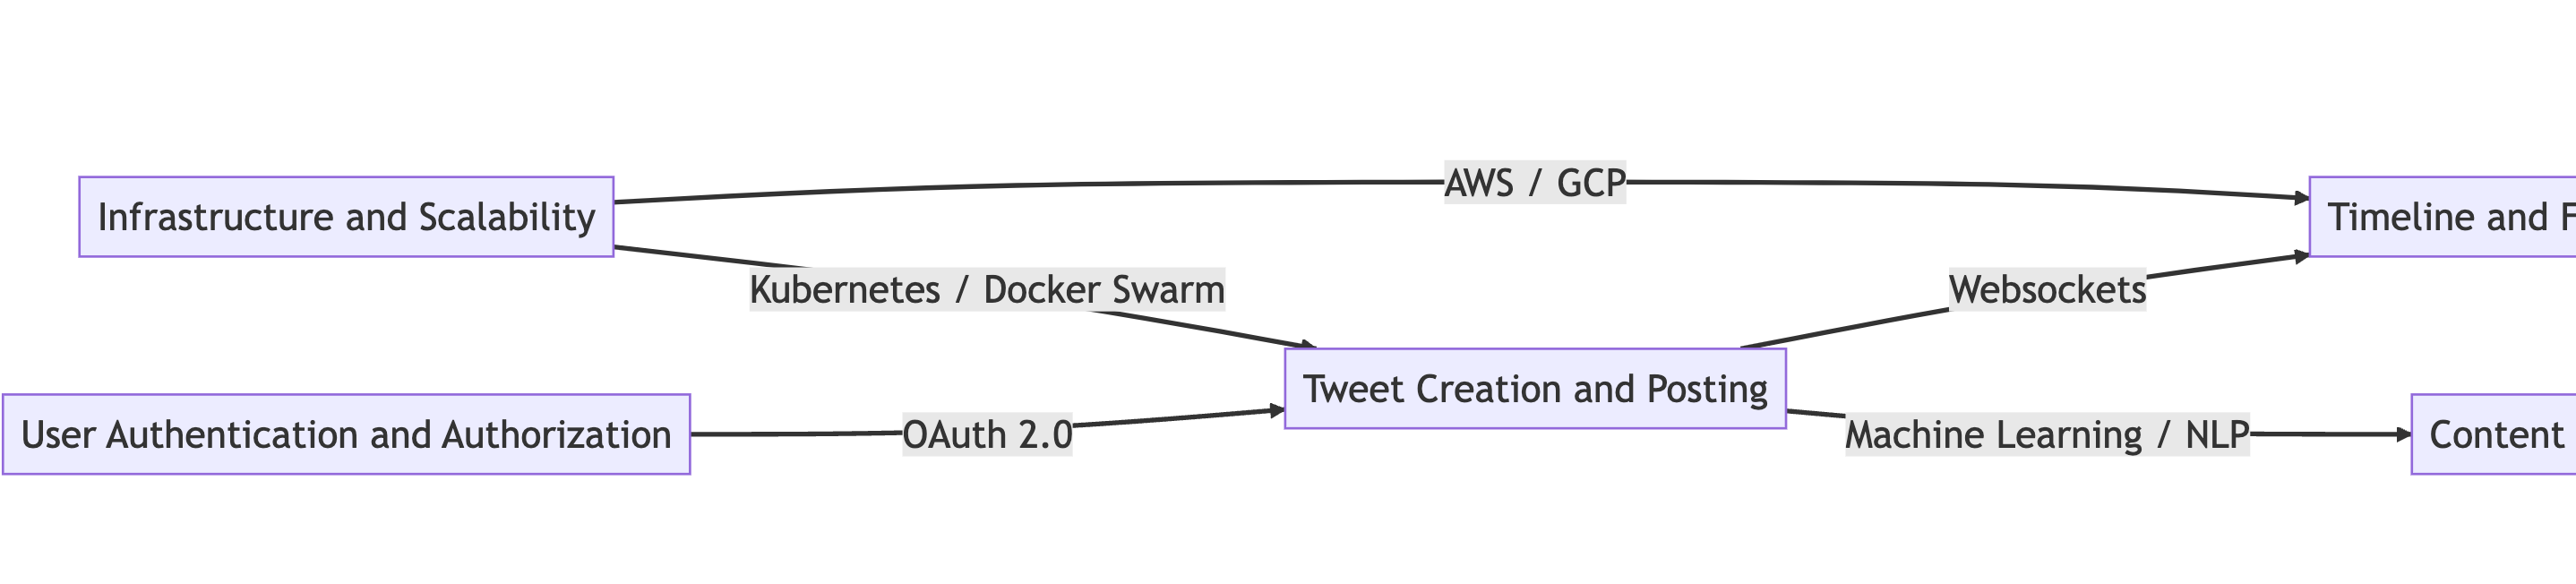 AWS / GCP
Infrastructure and Scalability
Timeline and F
Kubernetes / Docker Swarm
Websockets
Tweet Creation and Posting
User Authentication and Authorization
OAuth 2.0
Machine Learning / NLP
Content